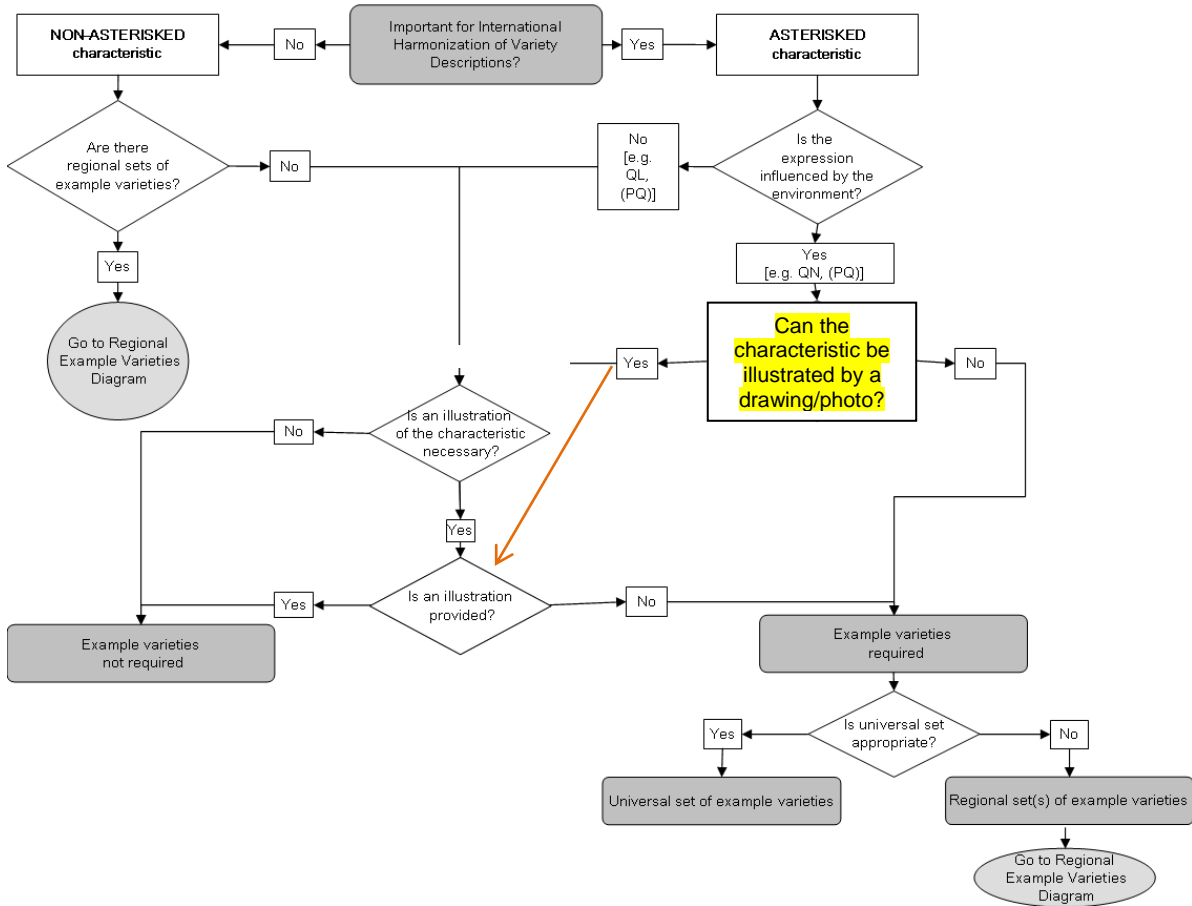 NON-ASTERISKED
characteristic
No
Important for International
Harmonization of Variety
Descriptions?
Yes
ASTERISKED
characteristic
Are there
regional sets of
example varieties?
No
No
[e.g.
QL,
(PQ)]
Is the
expression
influenced by the
environment?
Yes
Yes
[e.g. QN, (PQ)]
Go to Regional
Example Varieties
Diagram
Can the
characteristic be
illustrated by a
drawing/photo?
Yes
No
Is an illustration
of the characteristic
necessary?
No
Yes
Is an illustration
provided?
Yes
No
Example varieties
not required
Example varieties
required
Is universal set
appropriate?
Yes
No
Universal set of example varieties
Regional set(s) of example varieties
Go to Regional
Example Varieties
Diagram